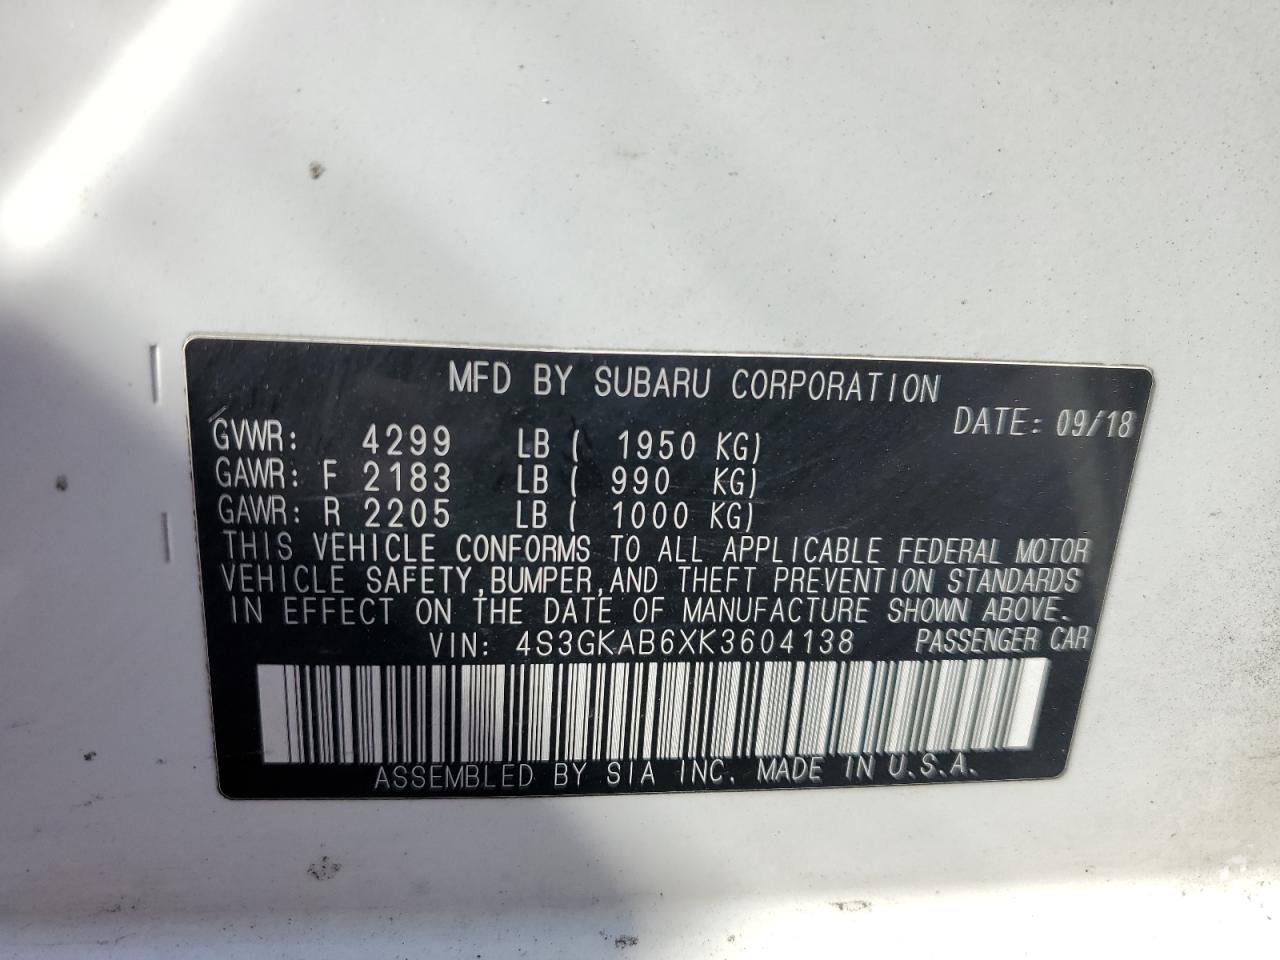 MFD BY SUBARU CORPORATION
DATE: 09/18
GVWR: 4299 LB ( 1950 KG)
GAWR: F 2183 LB ( 990 KG)
GAWR: R 2205 LB ( 1000 KG)
THIS VEHICLE CONFORMS TO ALL APPLICABLE FEDERAL MOTOR
VEHICLE SAFETY,BUMPER,AND THEFT PREVENTION STANDARDS
IN EFFECT ON THE DATE OF MANUFACTURE SHOWN ABOVE.
VIN: 4S3GKAB6XK3604138 PASSENGER CAR
ASSEMBLED BY SIA INC. MADE IN U.S.A.